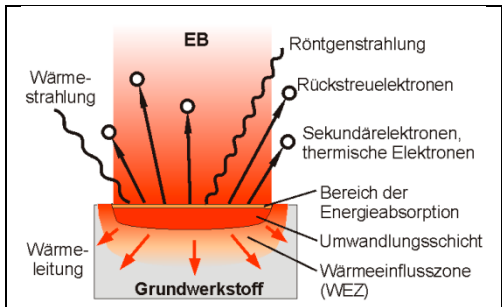 EB
Röntgenstrahlung
Wärme-
strahlung
Rückstreuelektronen
Sekundärelektronen,
thermische Elektronen
Bereich der
Energieabsorption
Umwandlungsschicht
Wärme-
leitung
Wärmeeinflusszone
(WEZ)
Grundwerkstoff